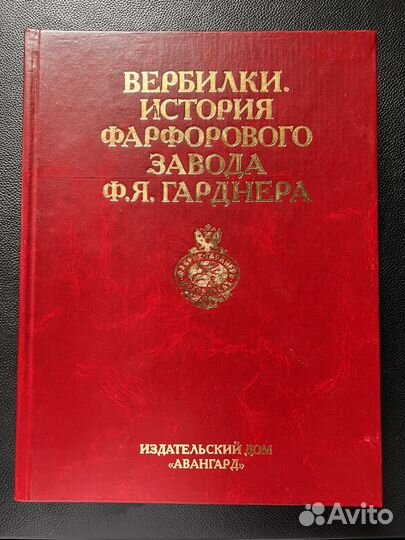 ВЕРБИЛКИ.
ИСТОРИЯ
ФАРФОРОВОГО
ЗАВОДА
Ф.Я. ГАРДНЕРА
ИЗДАТЕЛЬСКИЙ ДОМ
«АВАНГАРД»
Avito